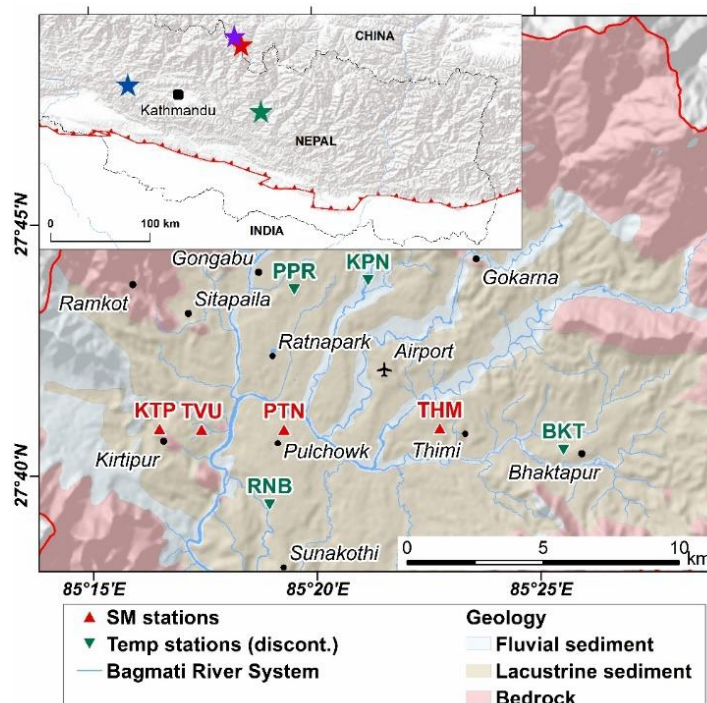 CHINA
Kathmandu
NEPAL
0 100 km
INDIA
27°45'N
27°40'N
Gongabu
PPR
KPN
Gokarna
Ramkot
Sitapaila
Ratnapark
Airport
KTP
TVU
PTN
THM
Kirtipur
Pulchowk
Thimi
BKT
Bhaktapur
RNB
Sunakothi
0 5 10
km
85°15'E 85°20'E 85°25'E
SM stations
Temp stations (discont.)
Bagmati River System
Geology
Fluvial sediment
Lacustrine sediment
Bedrock